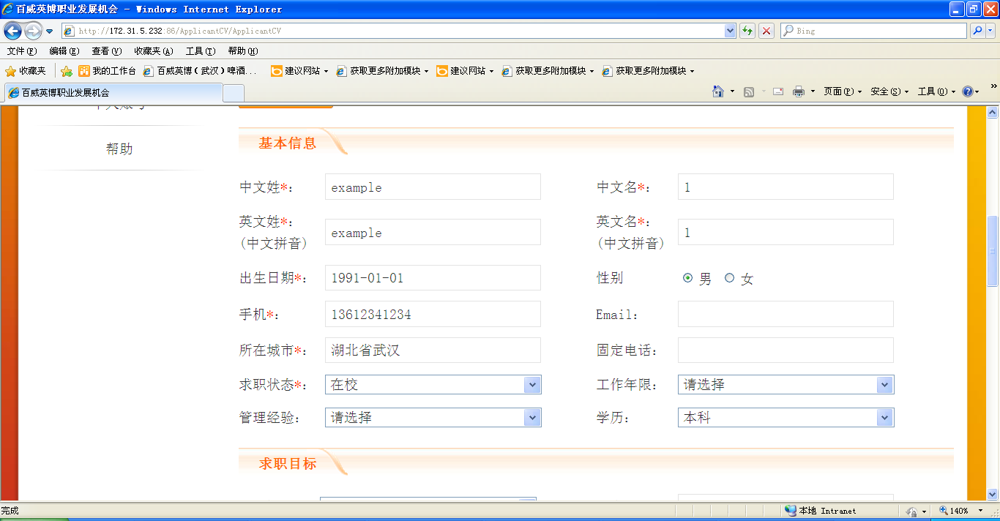 百威英博职业发展机会 - Windows Internet Explorer
http://172.31.5.232:86/ApplicantCV/ApplicantCV
Bing
文件(F) 编辑(E) 查看(V) 收藏夹(A) 工具(T) 帮助(H)
收藏夹 我的工作台 百威英博（武汉）啤酒... 建议网站 获取更多附加模块 建议网站 获取更多附加模块 获取更多附加模块
百威英博职业发展机会
页面(P) 安全(S) 工具(O)
帮助
基本信息
中文姓*: example 中文名*: 1
英文姓*: (中文拼音) example 英文名*: (中文拼音) 1
出生日期*: 1991-01-01 性别 男 女
手机*: 13612341234 Email:
所在城市*: 湖北省武汉 固定电话:
求职状态*: 在校 工作年限: 请选择
管理经验: 请选择 学历: 本科
求职目标
完成 本地 Intranet 140%